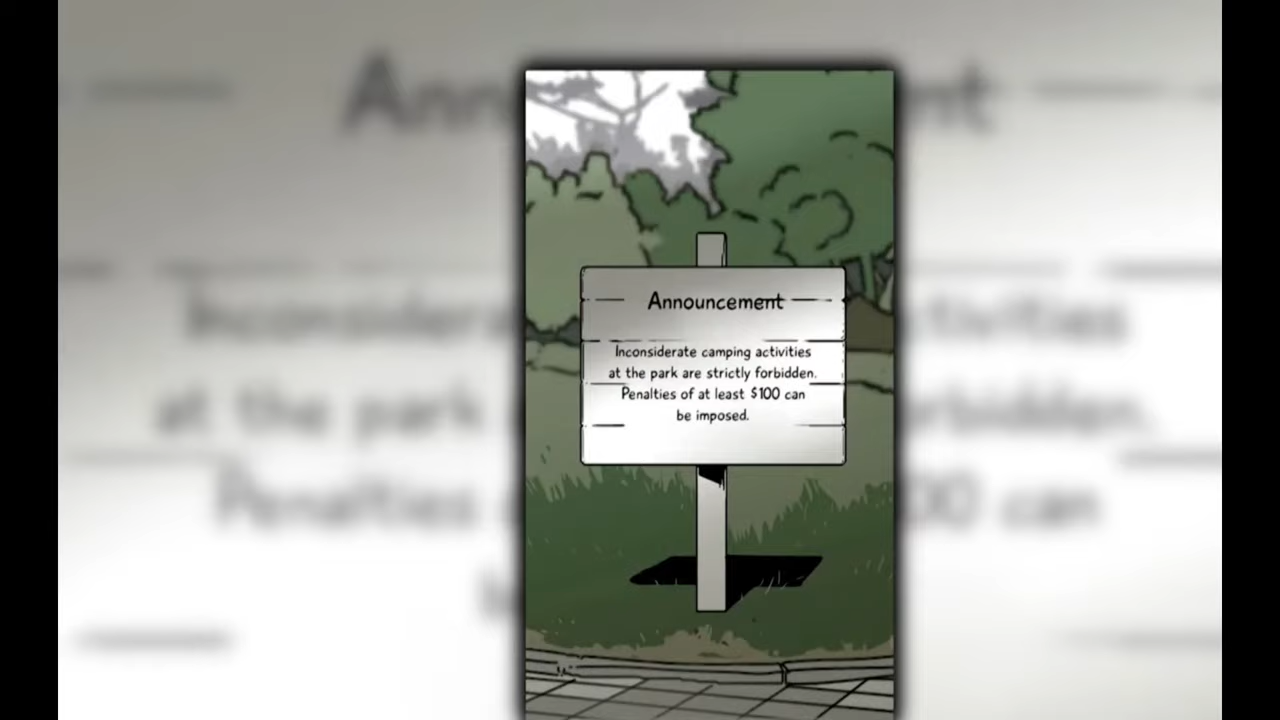 Announcement
Inconsiderate camping activities
at the park are strictly forbidden.
Penalties of at least $100 can
be imposed.